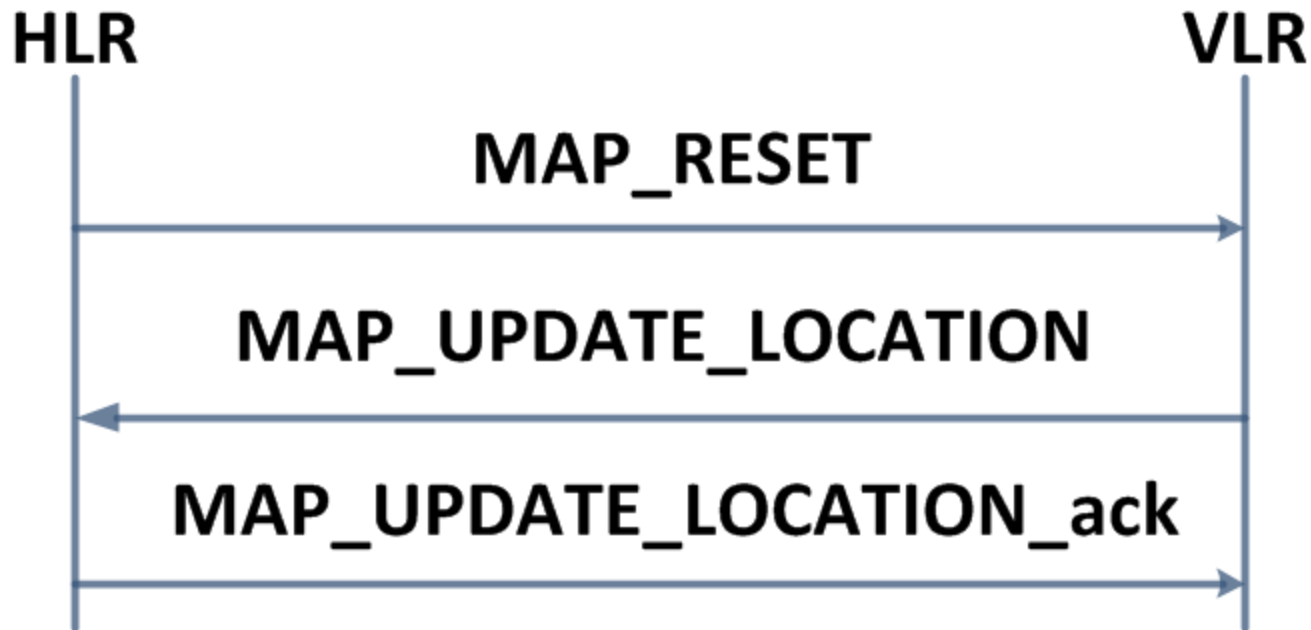 HLR
VLR
MAP_RESET
MAP_UPDATE_LOCATION
MAP_UPDATE_LOCATION_ack